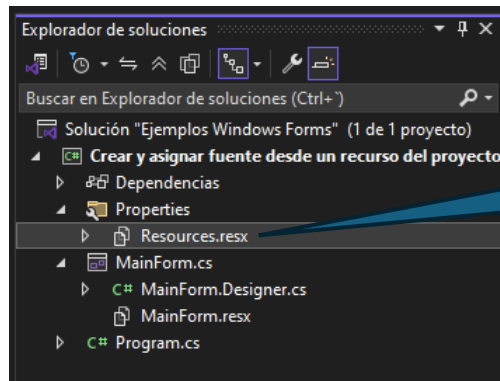 Explorador de soluciones
Buscar en Explorador de soluciones (Ctrl+`)
Solución "Ejemplos Windows Forms" (1 de 1 proyecto)
C# Crear y asignar fuente desde un recurso del proyecto
Dependencias
Properties
Resources.resx
MainForm.cs
C# MainForm.Designer.cs
MainForm.resx
C# Program.cs